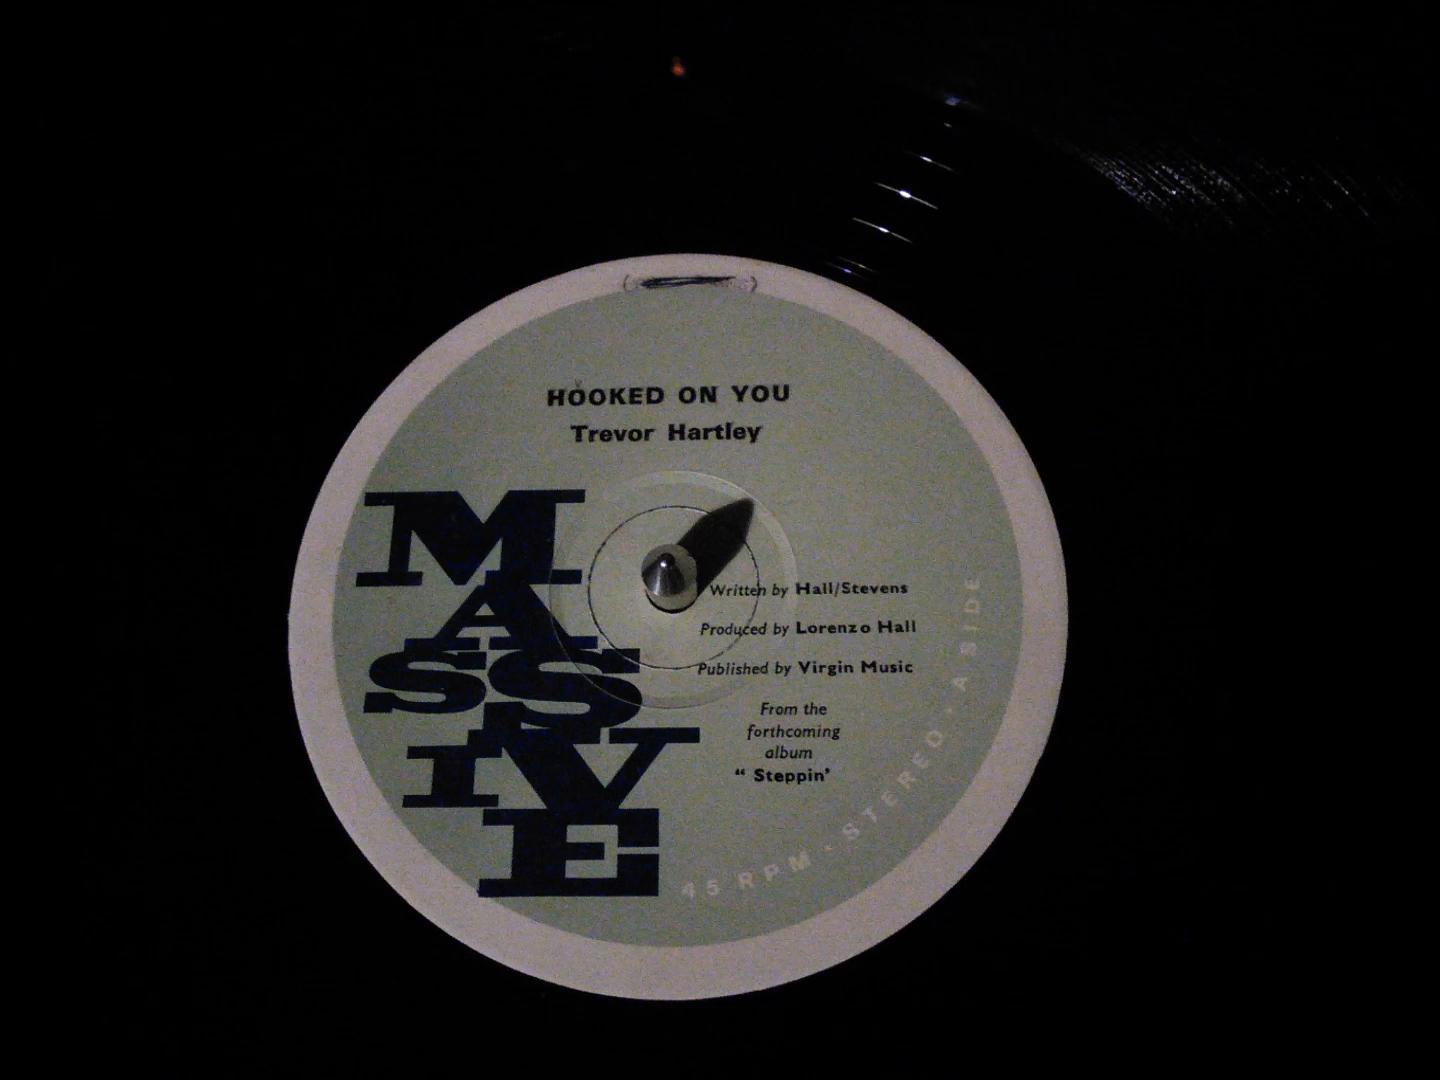 HOOKED ON YOU
Trevor Hartley
MASSIVE
Written by Hall/Stevens
Produced by Lorenzo Hall
Published by Virgin Music
From the
forthcoming
album
“ Steppin’
45 RPM · STEREO · A SIDE